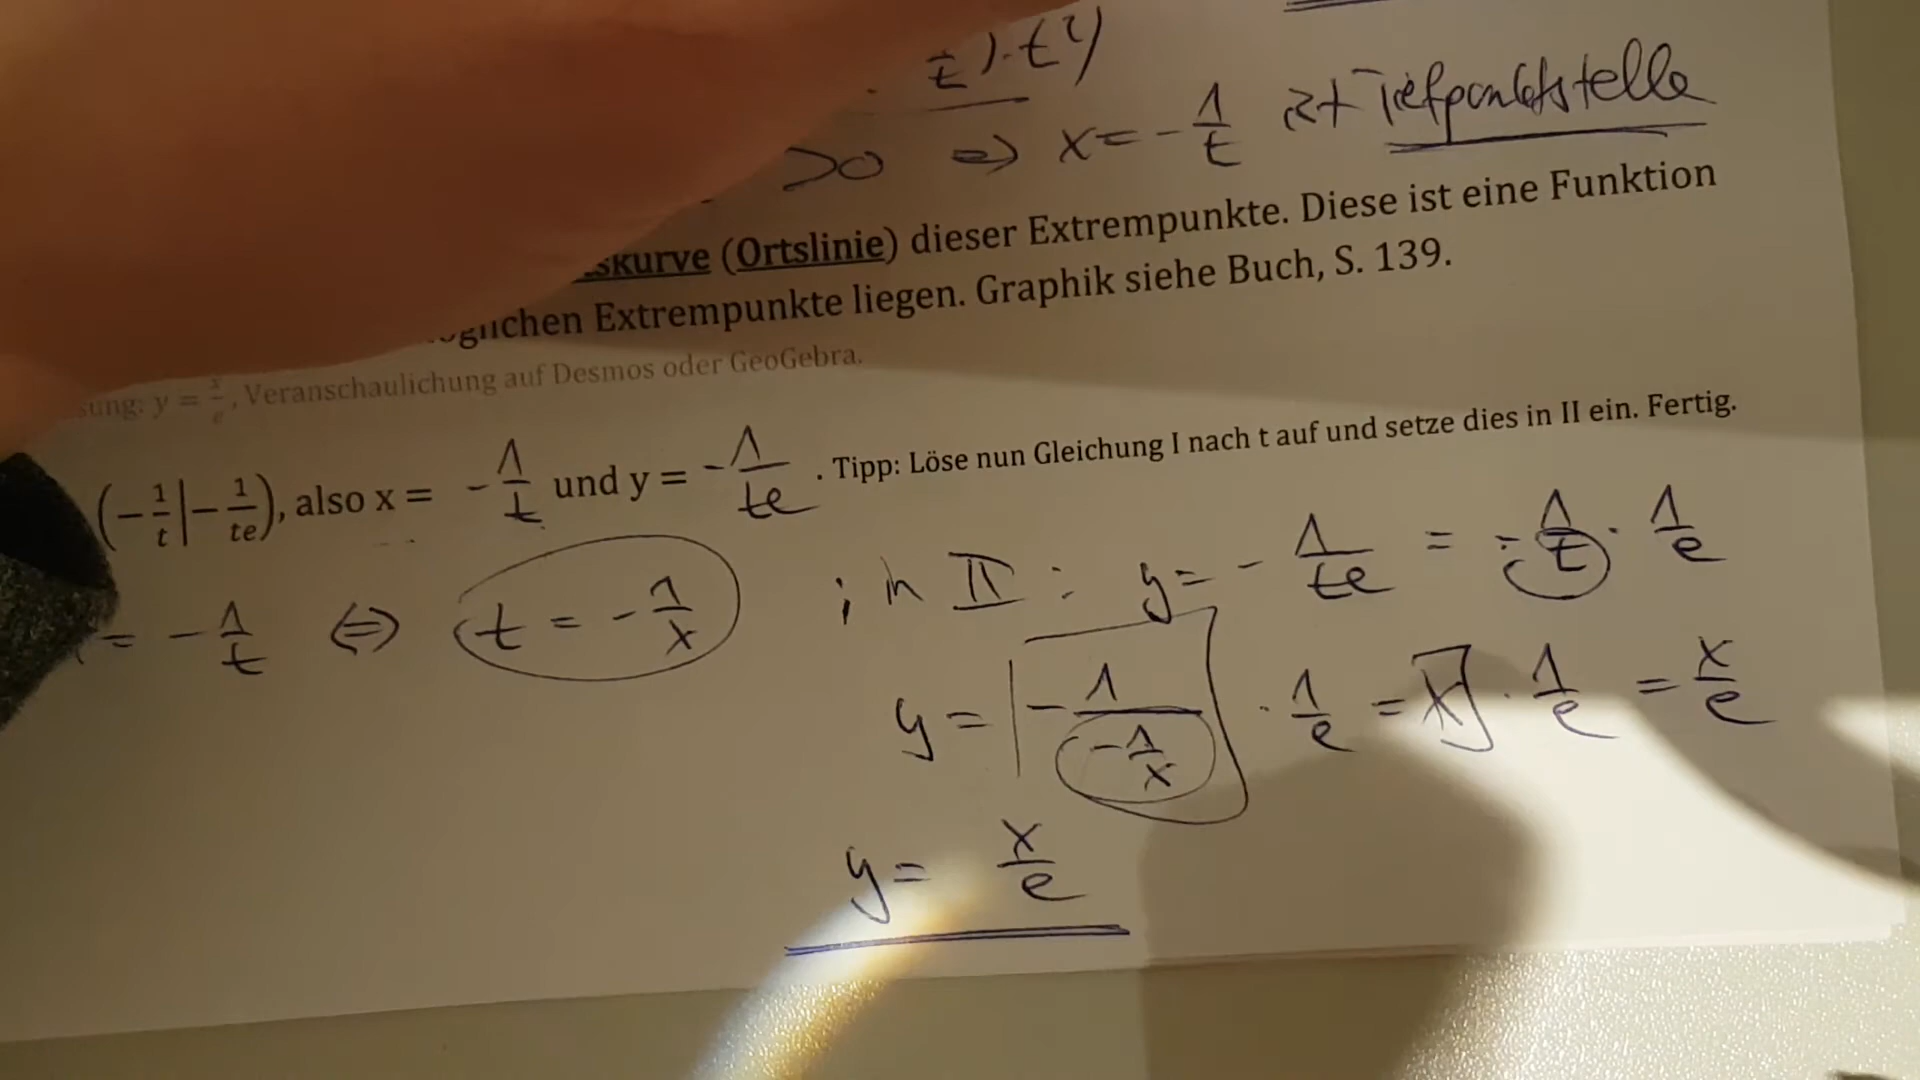 t ) · t²)
> 0 ⇒ x = - 1/t ist Tiefpunktstelle
skurve (Ortslinie) dieser Extrempunkte. Diese ist eine Funktion
glichen Extrempunkte liegen. Graphik siehe Buch, S. 139.
sung: y = x/e, Veranschaulichung auf Desmos oder GeoGebra.
(-1/t | -1/te), also x = - 1/t und y = - 1/te . Tipp: Löse nun Gleichung I nach t auf und setze dies in II ein. Fertig.
= - 1/t ⇔ t = - 1/x ; in II : y = - 1/te = - 1/t · 1/e
y = - 1/(-1/x) · 1/e = x · 1/e = x/e
y = x/e